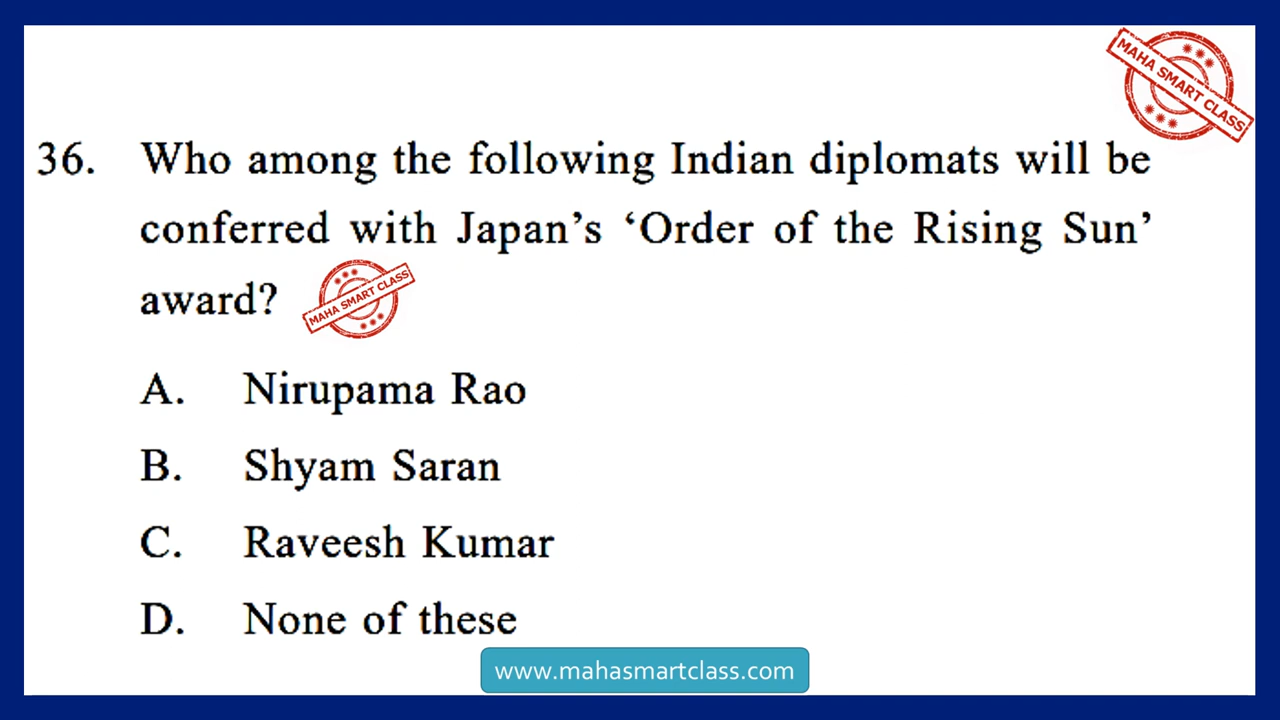 MAHA SMART CLASS
36. Who among the following Indian diplomats will be
conferred with Japan's ‘Order of the Rising Sun’
award?
MAHA SMART CLASS
A. Nirupama Rao
B. Shyam Saran
C. Raveesh Kumar
D. None of these
www.mahasmartclass.com